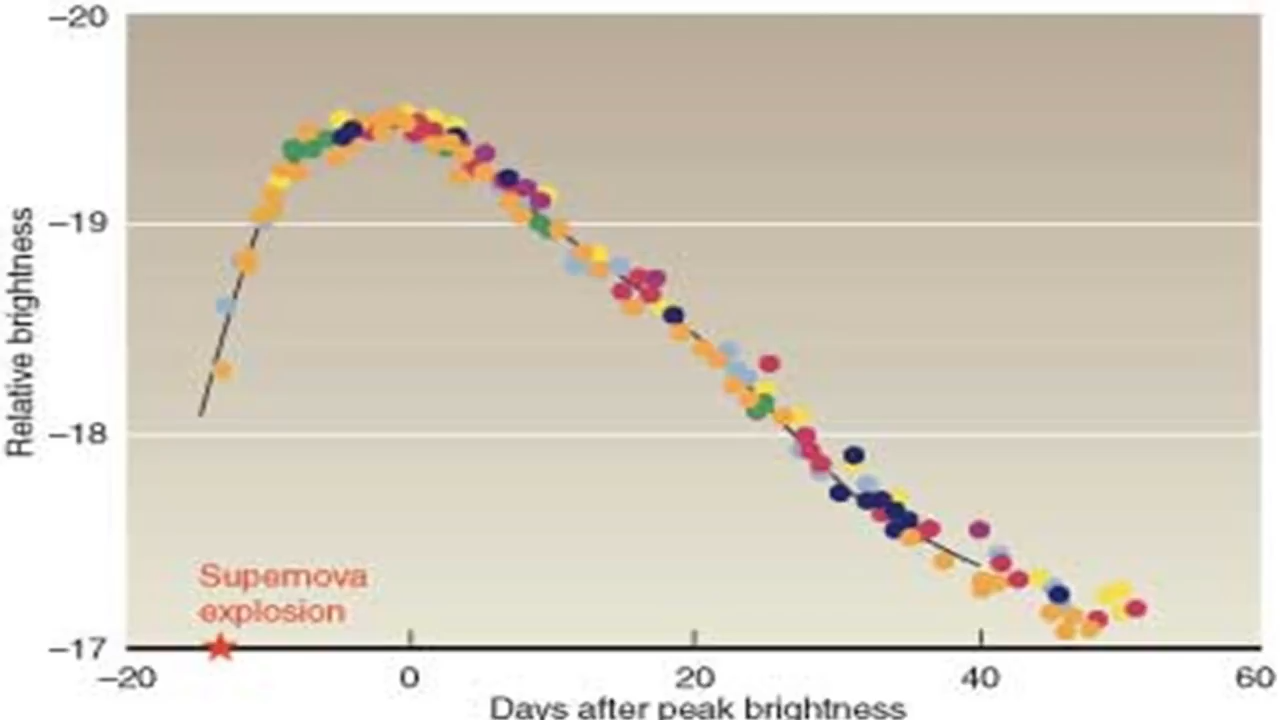 −20
−19
−18
−17
Relative brightness
Supernova
explosion
−20 0 20 40 60
Days after peak brightness